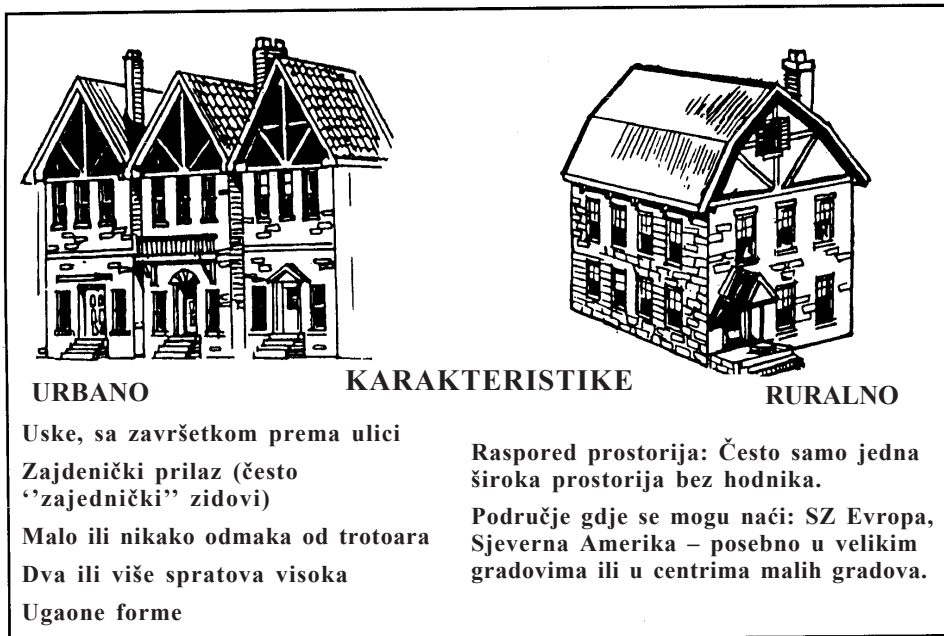 KARAKTERISTIKE
URBANO
Uske, sa završetkom prema ulici
Zajdenički prilaz (često
‘’zajednički’’ zidovi)
Malo ili nikako odmaka od trotoara
Dva ili više spratova visoka
Ugaone forme
RURALNO
Raspored prostorija: Često samo jedna
široka prostorija bez hodnika.
Područje gdje se mogu naći: SZ Evropa,
Sjeverna Amerika – posebno u velikim
gradovima ili u centrima malih gradova.